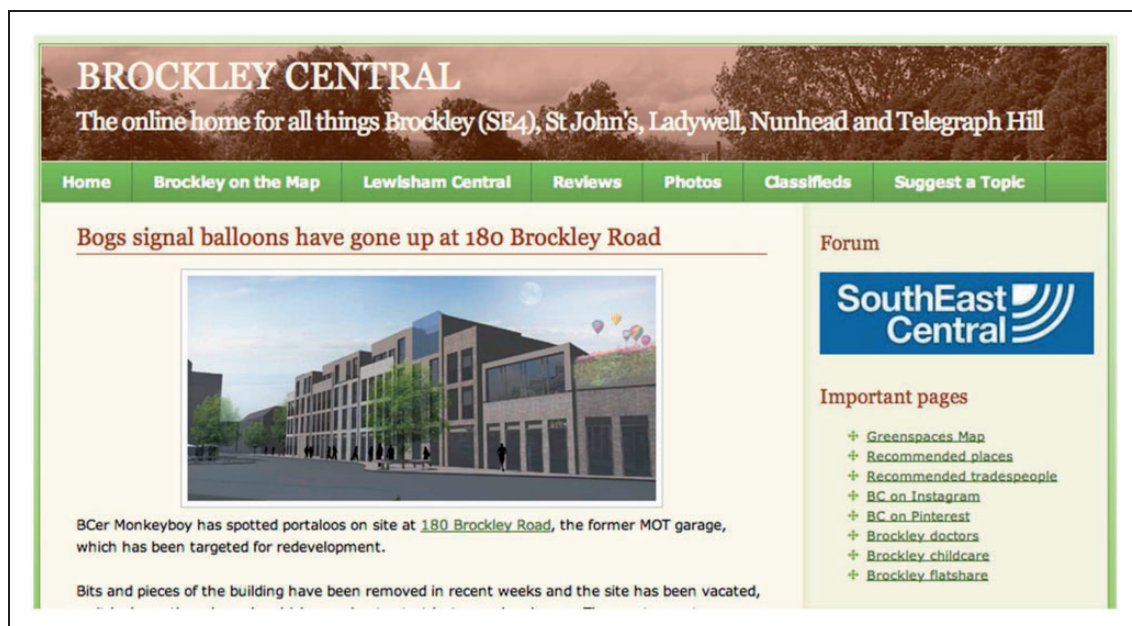 BROCKLEY CENTRAL
The online home for all things Brockley (SE4), St John's, Ladywell, Nunhead and Telegraph Hill
Home Brockley on the Map Lewisham Central Reviews Photos Classifieds Suggest a Topic
Bogs signal balloons have gone up at 180 Brockley Road
BCer Monkeyboy has spotted portaloos on site at 180 Brockley Road, the former MOT garage,
which has been targeted for redevelopment.
Bits and pieces of the building have been removed in recent weeks and the site has been vacated,
Forum
SouthEast
Central
Important pages
Greenspaces Map
Recommended places
Recommended tradespeople
BC on Instagram
BC on Pinterest
Brockley doctors
Brockley childcare
Brockley flatshare